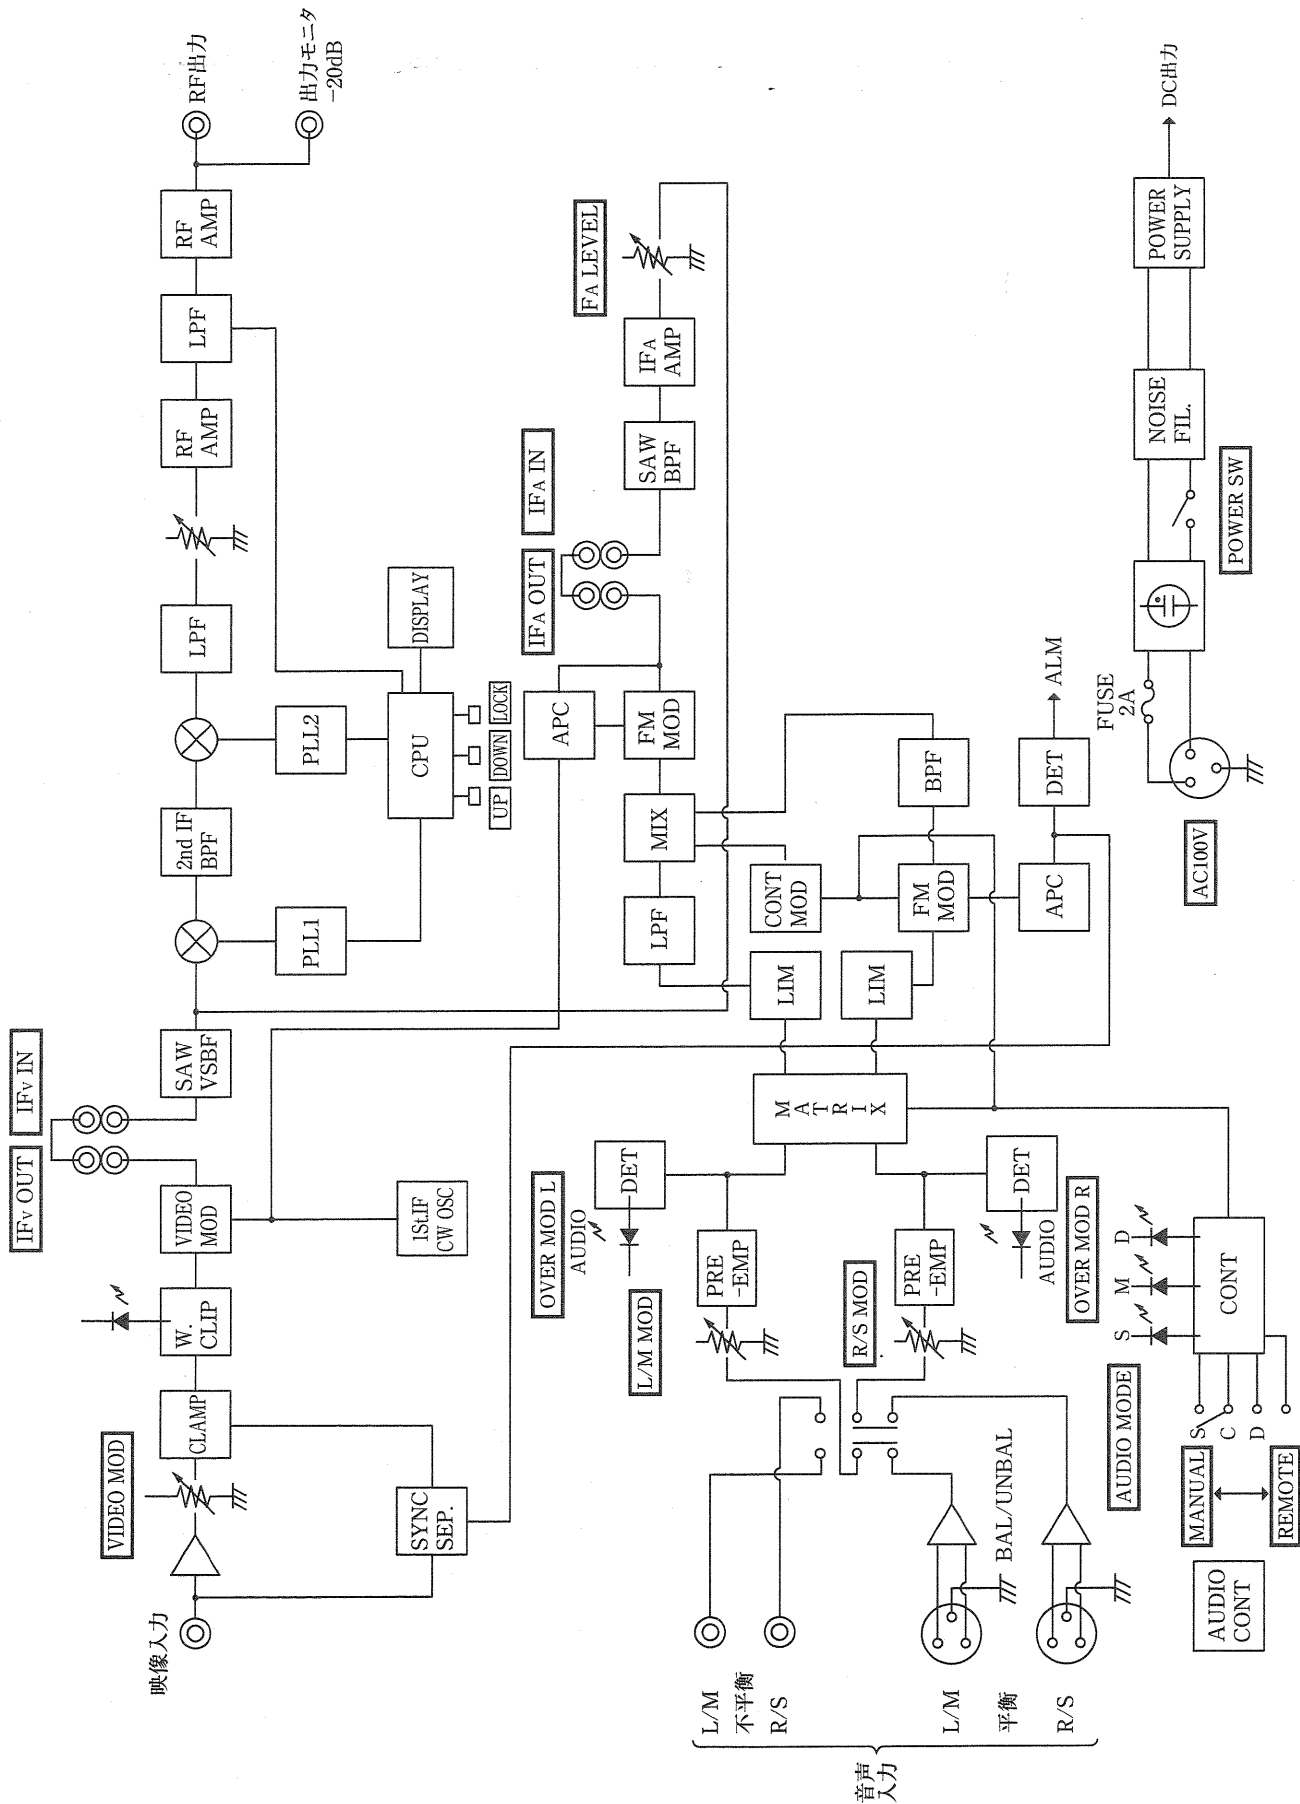 映像入力
VIDEO MOD
CLAMP
W.
CLIP
VIDEO
MOD
IFV OUT
IFV IN
SAW
VSBF
2nd IF
BPF
LPF
RF
AMP
LPF
RF
AMP
RF出力
出力モニタ
−20dB
SYNC
SEP.
1St.IF
CW OSC
PLL1
PLL2
CPU
DISPLAY
UP
DOWN
LOCK
APC
FM
MOD
IFA OUT
IFA IN
SAW
BPF
IFA
AMP
FA LEVEL
LPF
MIX
OVER MOD L
AUDIO
DET
L/M MOD
PRE
-EMP
R/S MOD
PRE
-EMP
DET
AUDIO
OVER MOD R
M
A
T
R
I
X
LIM
LIM
CONT
MOD
FM
MOD
BPF
APC
DET
ALM
音声
入力
L/M
不平衡
R/S
L/M
平衡
R/S
BAL/UNBAL
AUDIO MODE
S
M
D
CONT
S
C
D
MANUAL
REMOTE
AUDIO
CONT
AC100V
FUSE
2A
POWER SW
NOISE
FIL.
POWER
SUPPLY
DC出力